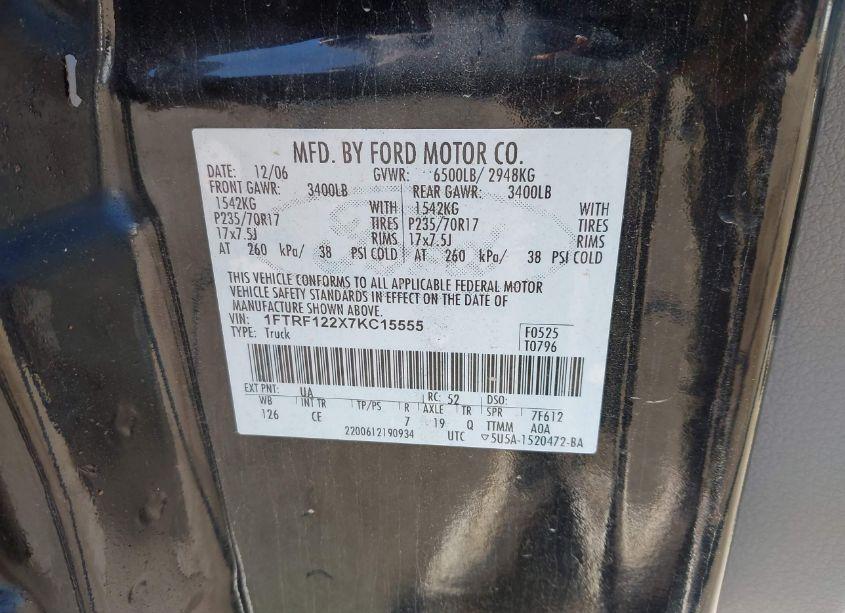 MFD. BY FORD MOTOR CO.
DATE: 12/06 GVWR: 6500LB/ 2948KG
FRONT GAWR: 3400LB REAR GAWR: 3400LB
1542KG WITH 1542KG WITH
P235/70R17 TIRES P235/70R17 TIRES
17x7.5J RIMS 17x7.5J RIMS
AT 260 kPa/ 38 PSI COLD AT 260 kPa/ 38 PSI COLD
THIS VEHICLE CONFORMS TO ALL APPLICABLE FEDERAL MOTOR
VEHICLE SAFETY STANDARDS IN EFFECT ON THE DATE OF
MANUFACTURE SHOWN ABOVE.
VIN: 1FTRF122X7KC15555 F0525
TYPE: Truck T0796
EXT PNT: UA RC: 52 DSO:
WB INT TR TP/PS R AXLE TR SPR 7F612
126 CE 7 19 Q TTMM A0A
2200612190934 UTC ▽5U5A-1520472-BA